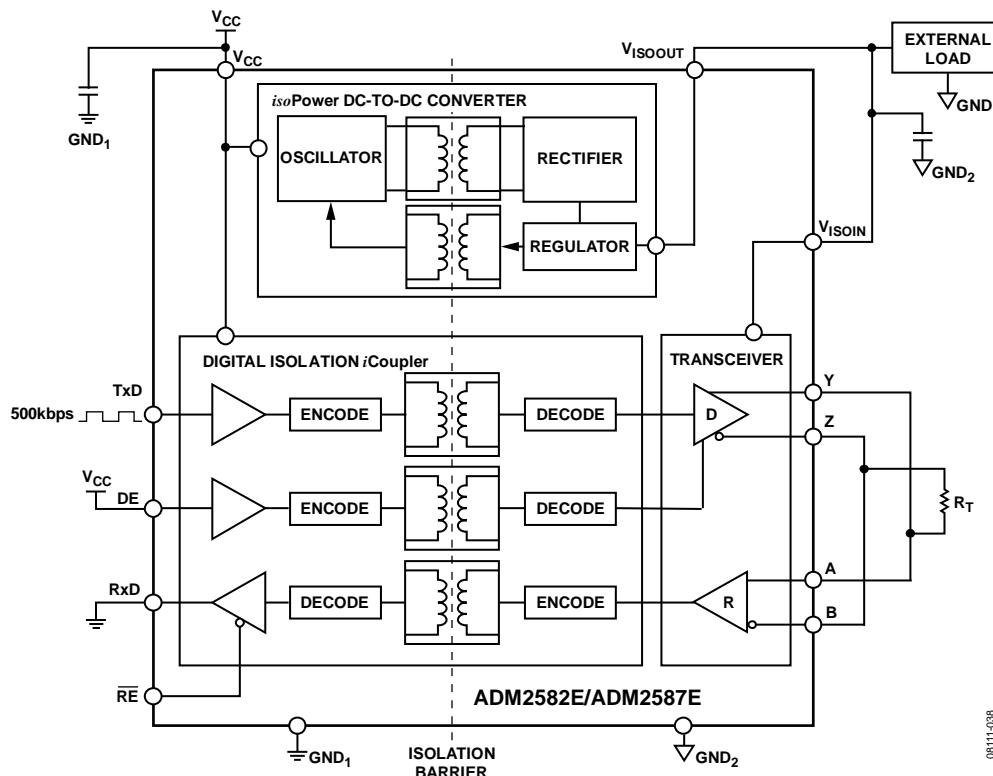 VCC
VCC
VISOOUT
EXTERNAL
LOAD
GND
GND1
GND2
isoPower DC-TO-DC CONVERTER
OSCILLATOR
RECTIFIER
REGULATOR
VISOIN
DIGITAL ISOLATION iCoupler
TRANSCEIVER
TxD
500kbps
ENCODE
DECODE
D
Y
Z
VCC
DE
ENCODE
DECODE
RT
RxD
DECODE
ENCODE
R
A
B
RE
ADM2582E/ADM2587E
GND1
ISOLATION
BARRIER
GND2
08111-038